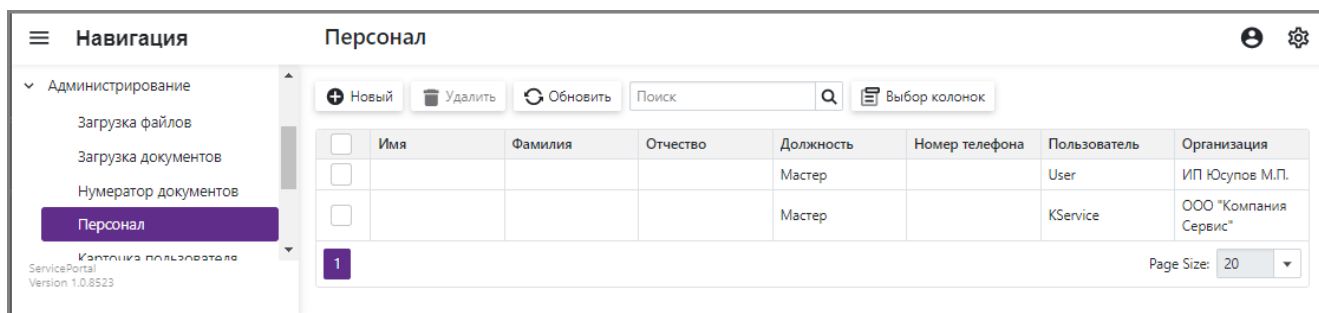 Навигация
Персонал
Администрирование
Загрузка файлов
Загрузка документов
Нумератор документов
Персонал
Карточка пользователя
ServicePortal
Version 1.0.8523
Новый Удалить Обновить Поиск Выбор колонок
Имя Фамилия Отчество Должность Номер телефона Пользователь Организация
Мастер User ИП Юсупов М.П.
Мастер KService ООО "Компания
Сервис"
1 Page Size: 20